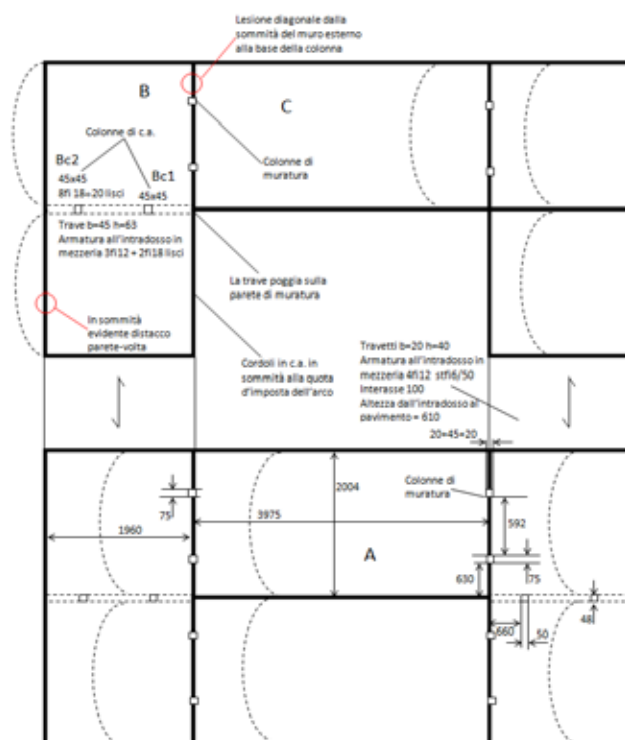 Lesione diagonale dalla
sommità del muro esterno
alla base della colonna
B
C
Colonne di c.a.
Bc2
45x45
8fi 18=20 lisci
Bc1
45x45
Colonne di
muratura
Trave b=45 h=63
Armatura all'intradosso in
mezzeria 3fi12 + 2fi18 lisci
La trave poggia sulla
parete di muratura
In sommità
evidente distacco
parete-volta
Cordoli in c.a. in
sommità alla quota
d'imposta dell'arco
Travetti b=20 h=40
Armatura all'intradosso in
mezzeria 4fi12 stfi6/50
Interasse 100
Altezza dall'intradosso al
pavimento = 610
20=45=20
Colonne di
muratura
75
2004
1960
3975
592
A
630
75
660
50
48